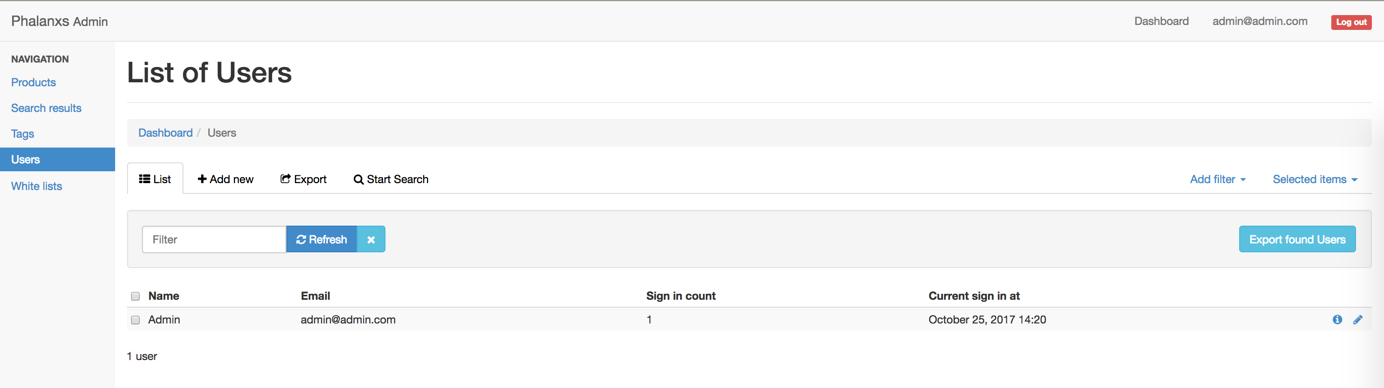 Phalanxs Admin
Dashboard admin@admin.com Log out
NAVIGATION
Products
Search results
Tags
Users
White lists
List of Users
Dashboard / Users
List Add new Export Start Search Add filter Selected items
Filter Refresh Export found Users
Name Email Sign in count Current sign in at
Admin admin@admin.com 1 October 25, 2017 14:20
1 user